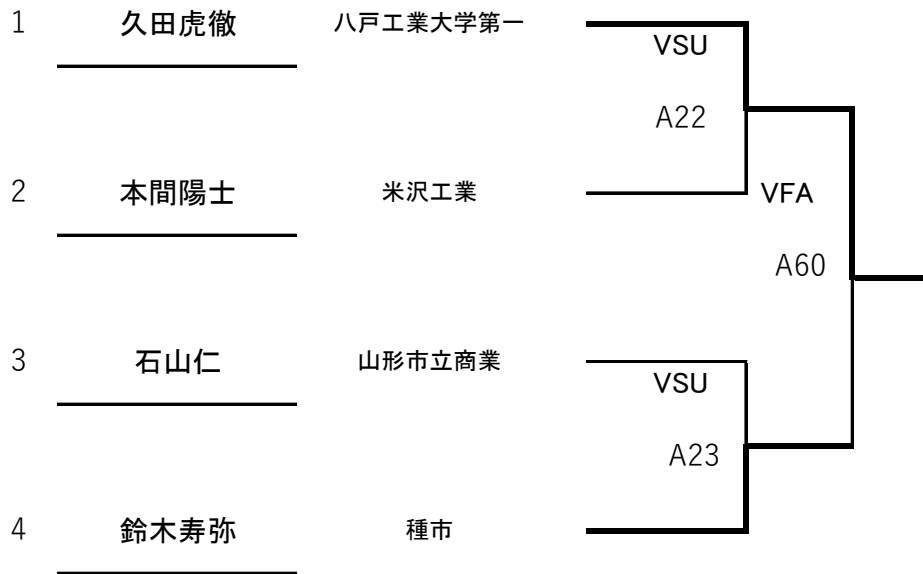 1 久田虎徹 八戸工業大学第一
VSU
A22
2 本間陽士 米沢工業
VFA
A60
3 石山仁 山形市立商業
VSU
A23
4 鈴木寿弥 種市